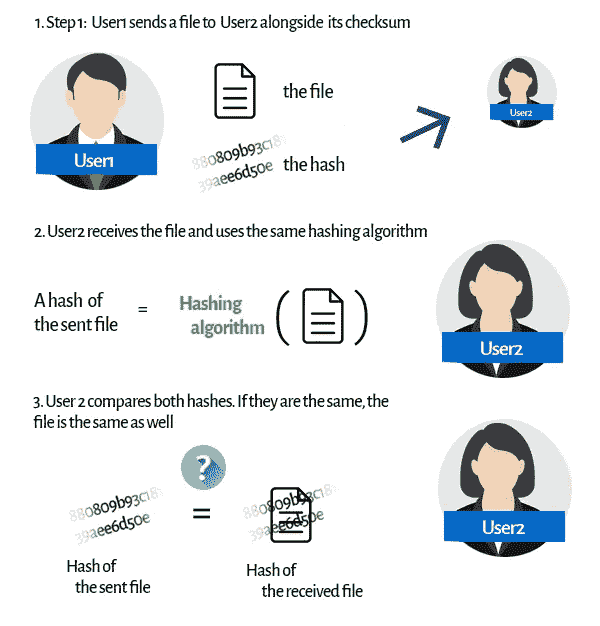 1. Step 1: User1 sends a file to User2 alongside its checksum
User1
the file
880809b93c18
39aee6d50e
the hash
User2
2. User2 receives the file and uses the same hashing algorithm
A hash of
the sent file
=
Hashing
algorithm
(
)
User2
3. User 2 compares both hashes. If they are the same, the
file is the same as well
?
880809b93c18
39aee6d50e
=
880809b93c18
39aee6d50e
User2
Hash of
the sent file
Hash of
the received file